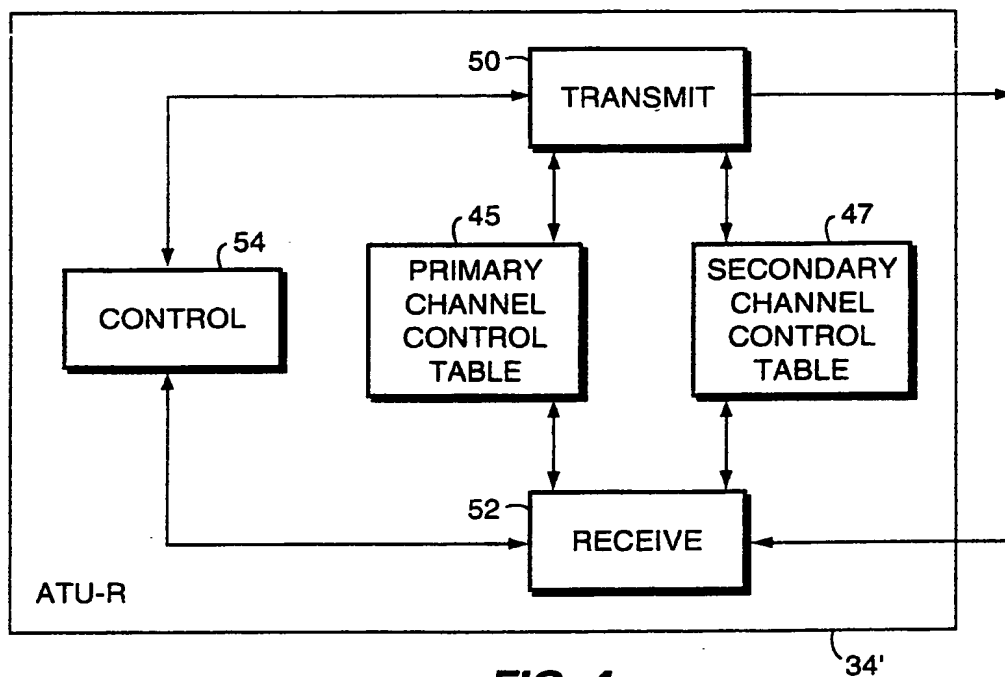 50
TRANSMIT
45
47
54
PRIMARY
CHANNEL
CONTROL
TABLE
SECONDARY
CHANNEL
CONTROL
TABLE
CONTROL
52
RECEIVE
ATU-R
34'